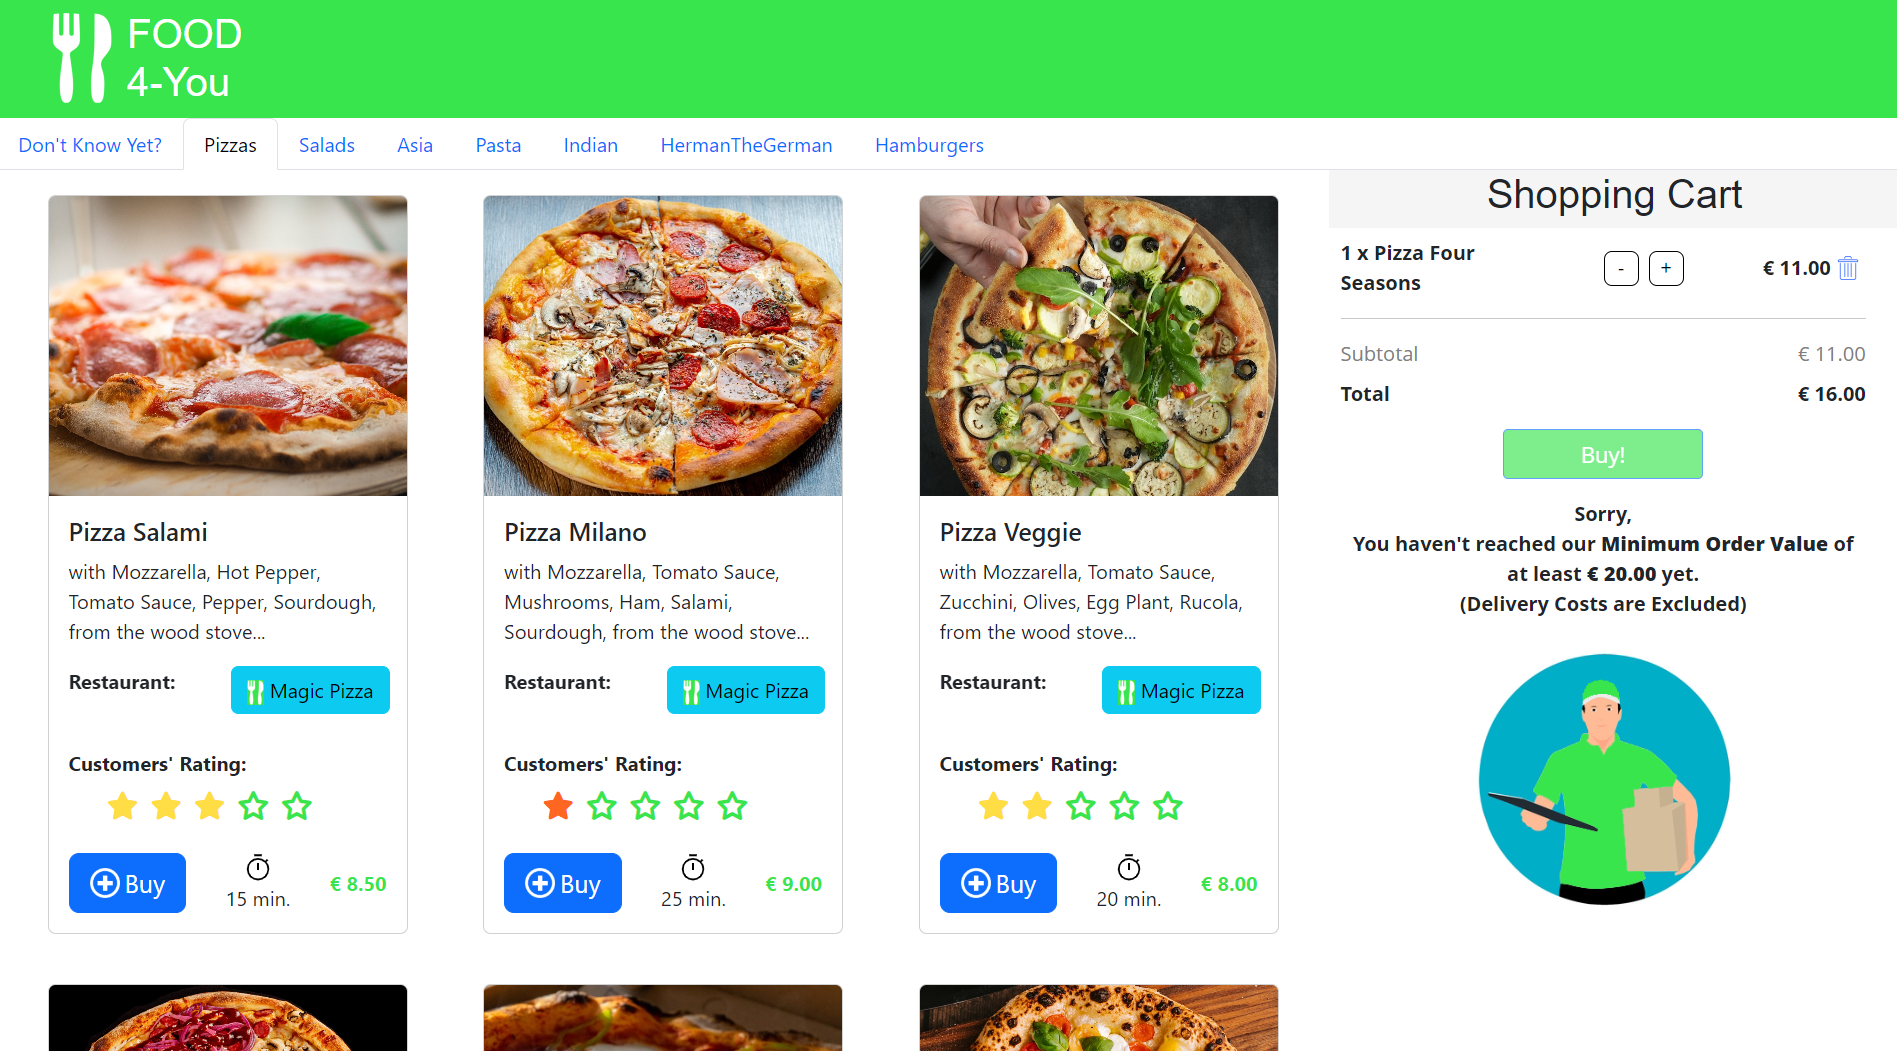 FOOD
4-You
Don't Know Yet?
Pizzas
Salads
Asia
Pasta
Indian
HermanTheGerman
Hamburgers
Pizza Salami
with Mozzarella, Hot Pepper,
Tomato Sauce, Pepper, Sourdough,
from the wood stove...
Restaurant:
Magic Pizza
Customers' Rating:
Buy
15 min.
€ 8.50
Pizza Milano
with Mozzarella, Tomato Sauce,
Mushrooms, Ham, Salami,
Sourdough, from the wood stove...
Restaurant:
Magic Pizza
Customers' Rating:
Buy
25 min.
€ 9.00
Pizza Veggie
with Mozzarella, Tomato Sauce,
Zucchini, Olives, Egg Plant, Rucola,
from the wood stove...
Restaurant:
Magic Pizza
Customers' Rating:
Buy
20 min.
€ 8.00
Shopping Cart
1 x Pizza Four
Seasons
-
+
€ 11.00
Subtotal
€ 11.00
Total
€ 16.00
Buy!
Sorry,
You haven't reached our Minimum Order Value of
at least € 20.00 yet.
(Delivery Costs are Excluded)